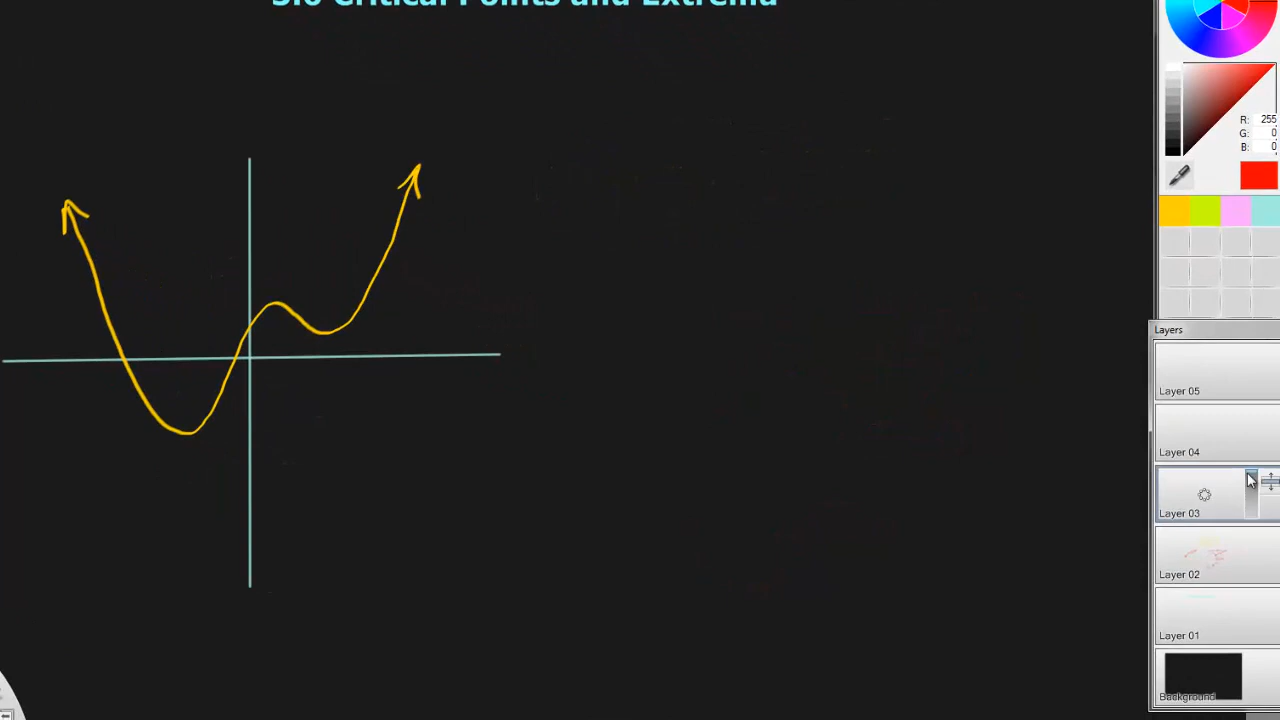 Critical Points and Extrema
R: 255
G: 0
B: 0
Layers
Layer 05
Layer 04
Layer 03
Layer 02
Layer 01
Background